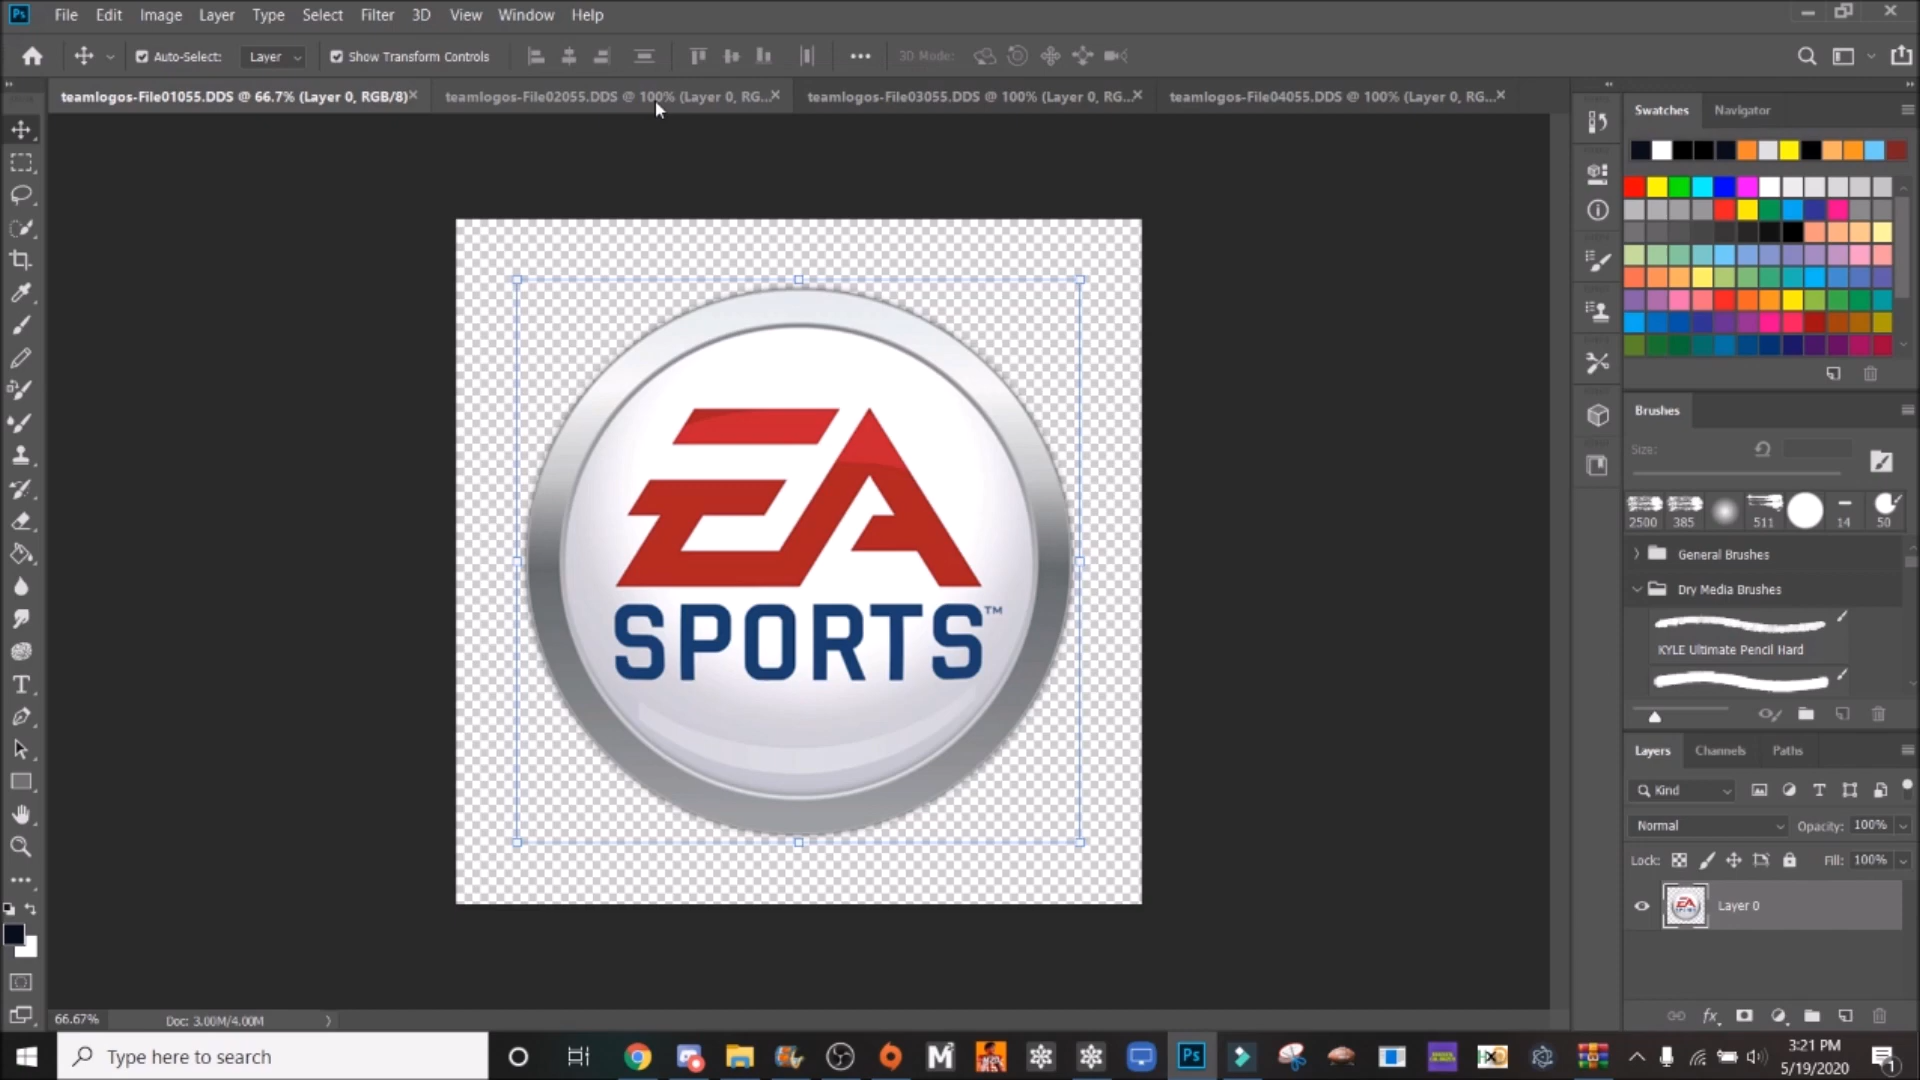 Ps File Edit Image Layer Type Select Filter 3D View Window Help
Auto-Select: Layer Show Transform Controls 3D Mode:
teamlogos-File01055.DDS @ 66.7% (Layer 0, RGB/8) teamlogos-File02055.DDS @ 100% (Layer 0, RG... teamlogos-File03055.DDS @ 100% (Layer 0, RG... teamlogos-File04055.DDS @ 100% (Layer 0, RG...
Swatches Navigator
EA
SPORTS™
Brushes
Size:
2500 385 511 14 50
General Brushes
Dry Media Brushes
KYLE Ultimate Pencil Hard
Layers Channels Paths
Kind
Normal Opacity: 100%
Lock: Fill: 100%
Layer 0
66.67% Doc: 3.00M/4.00M
Type here to search
Ps
3:21 PM
5/19/2020
1